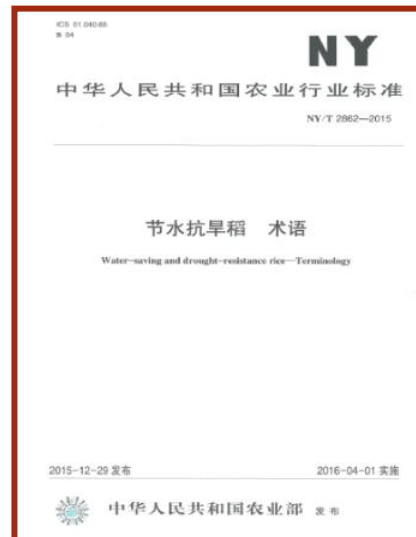 ICS 01.040.65
B 04
NY
中华人民共和国农业行业标准
NY/T 2862—2015
节水抗旱稻 术语
Water-saving and drought-resistance rice—Terminology
2015-12-29 发布
2016-04-01 实施
中华人民共和国农业部 发布